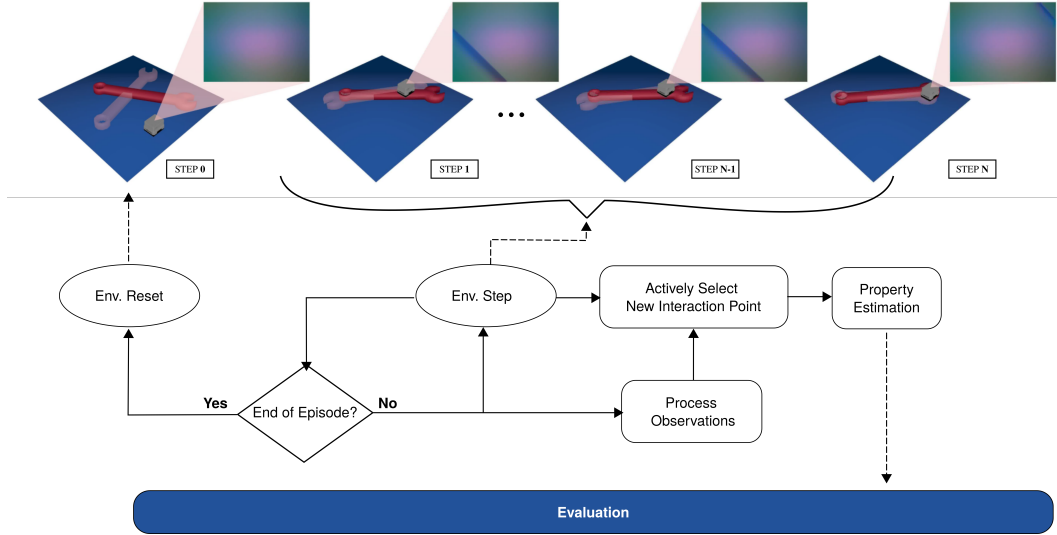 STEP 0
STEP 1
• • •
STEP N-1
STEP N
Env. Reset
Env. Step
Actively Select
New Interaction Point
Property
Estimation
Yes
End of Episode?
No
Process
Observations
Evaluation